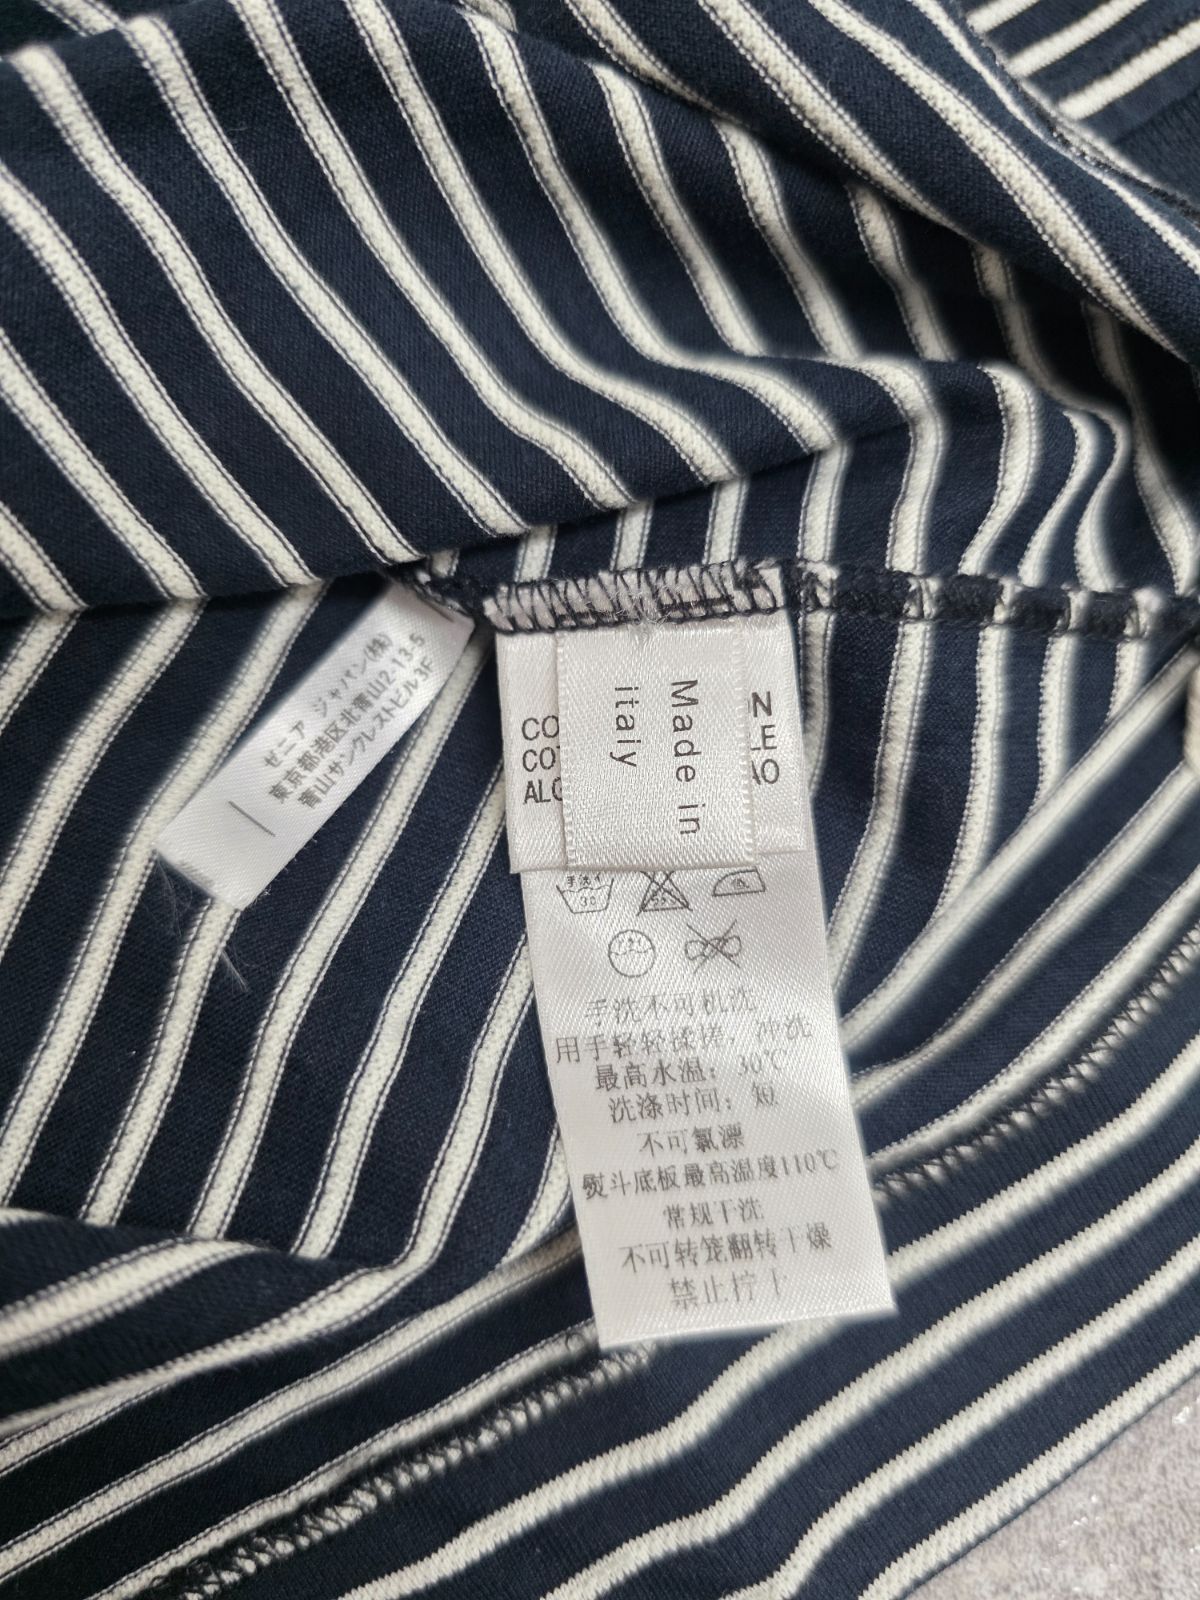 ゼニア ジャパン(株)
東京都港区北青山2-13-5
青山サンクレストビル3F
Made in
italy
CO
ALG
手洗イ
30
手洗不可机洗
用手轻轻揉搓，冲洗
最高水温：30℃
洗涤时间：短
不可氯漂
熨斗底板最高温度110℃
常规干洗
不可转笼翻转干燥
禁止拧干